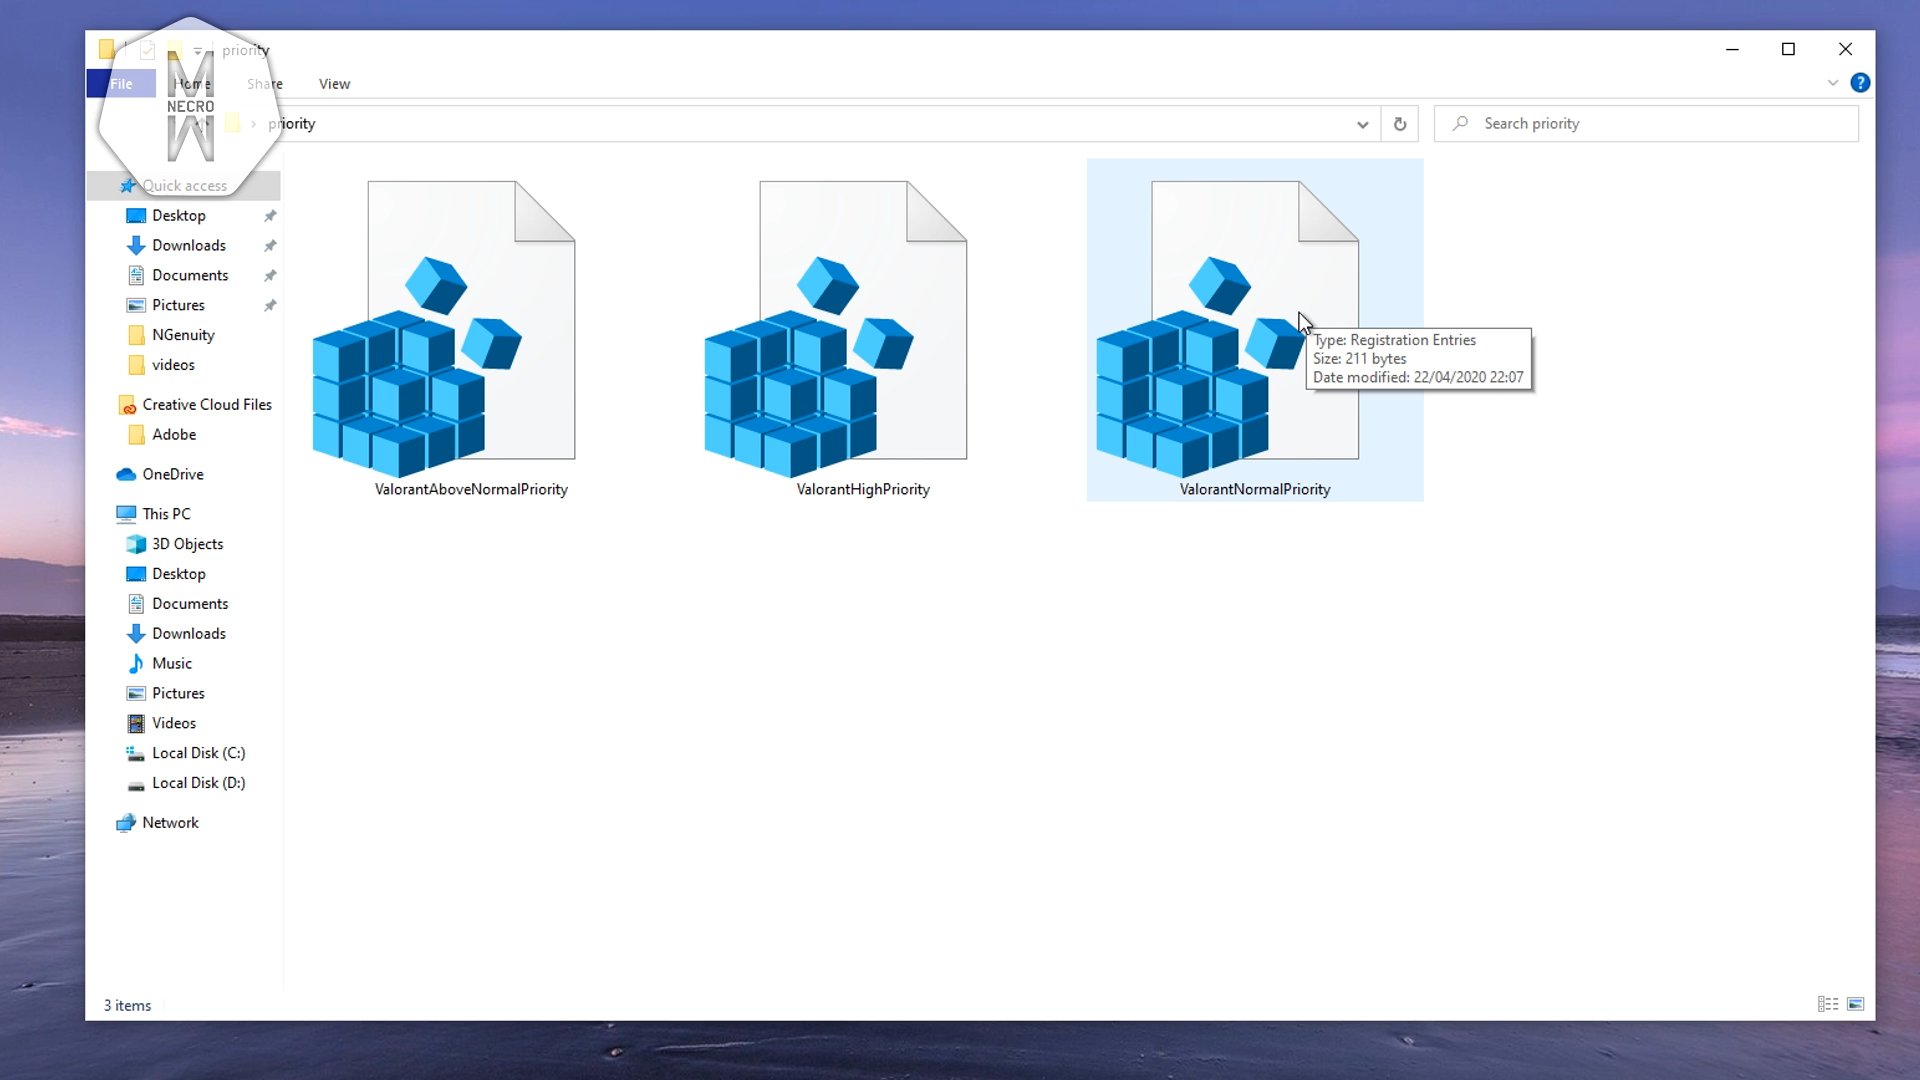 priority
File
Home
Share
View
M
NECRO
M
priority
Search priority
Quick access
Desktop
Downloads
Documents
Pictures
NGenuity
videos
Creative Cloud Files
Adobe
OneDrive
This PC
3D Objects
Desktop
Documents
Downloads
Music
Pictures
Videos
Local Disk (C:)
Local Disk (D:)
Network
ValorantAboveNormalPriority
ValorantHighPriority
ValorantNormalPriority
Type: Registration Entries
Size: 211 bytes
Date modified: 22/04/2020 22:07
3 items